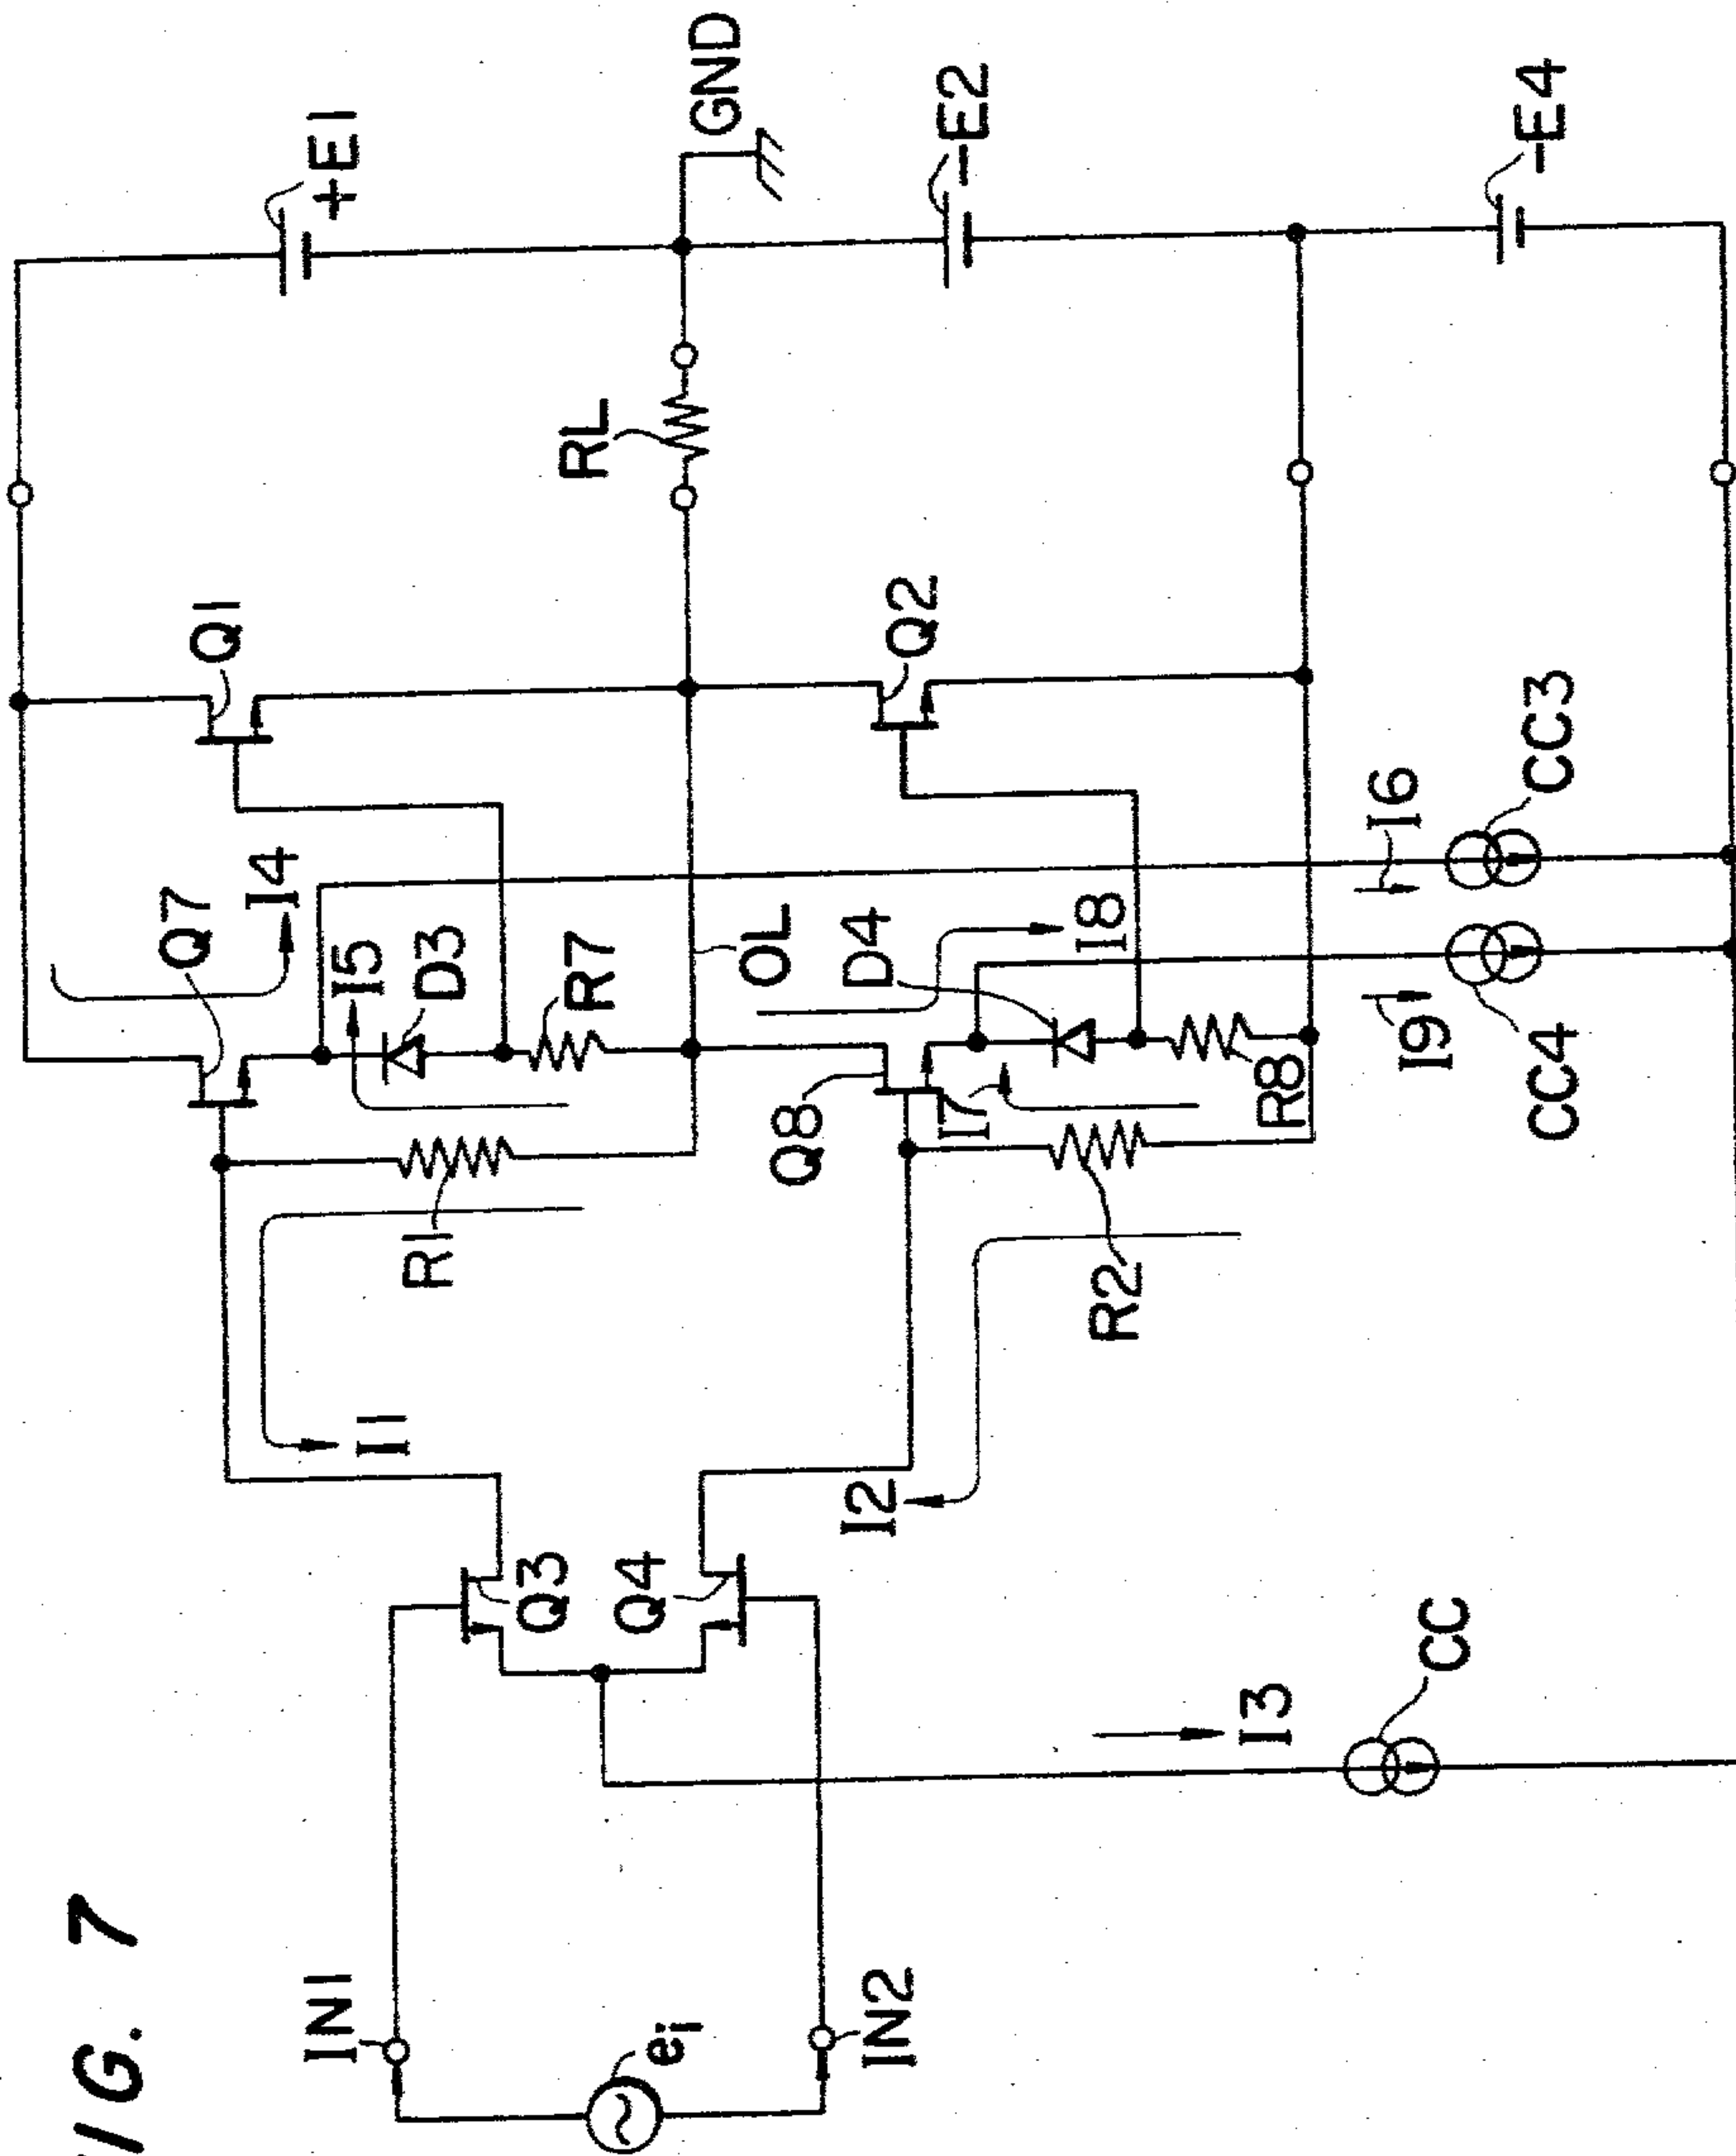 IG. 7
IN1
ei
IN2
Q3
Q4
I1
I2
I3
CC
R1
R2
Q7
I4
I5
D3
R7
OL
Q8
I7
D4
I8
R8
I9
CC4
I6
CC3
Q1
Q2
RL
GND
+E1
-E2
-E4